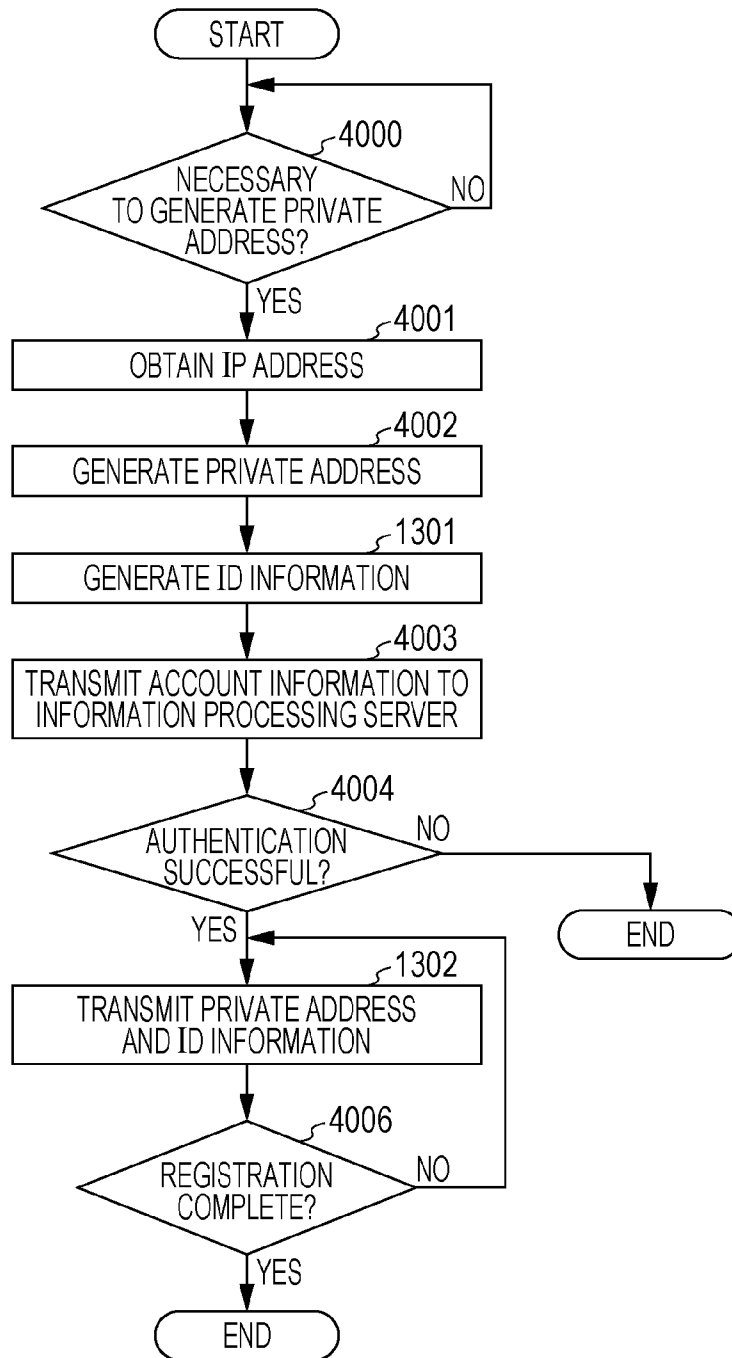 START
4000
NECESSARY
TO GENERATE PRIVATE
ADDRESS?
NO
YES
4001
OBTAIN IP ADDRESS
4002
GENERATE PRIVATE ADDRESS
1301
GENERATE ID INFORMATION
4003
TRANSMIT ACCOUNT INFORMATION TO
INFORMATION PROCESSING SERVER
4004
AUTHENTICATION
SUCCESSFUL?
NO
END
YES
1302
TRANSMIT PRIVATE ADDRESS
AND ID INFORMATION
4006
REGISTRATION
COMPLETE?
NO
YES
END